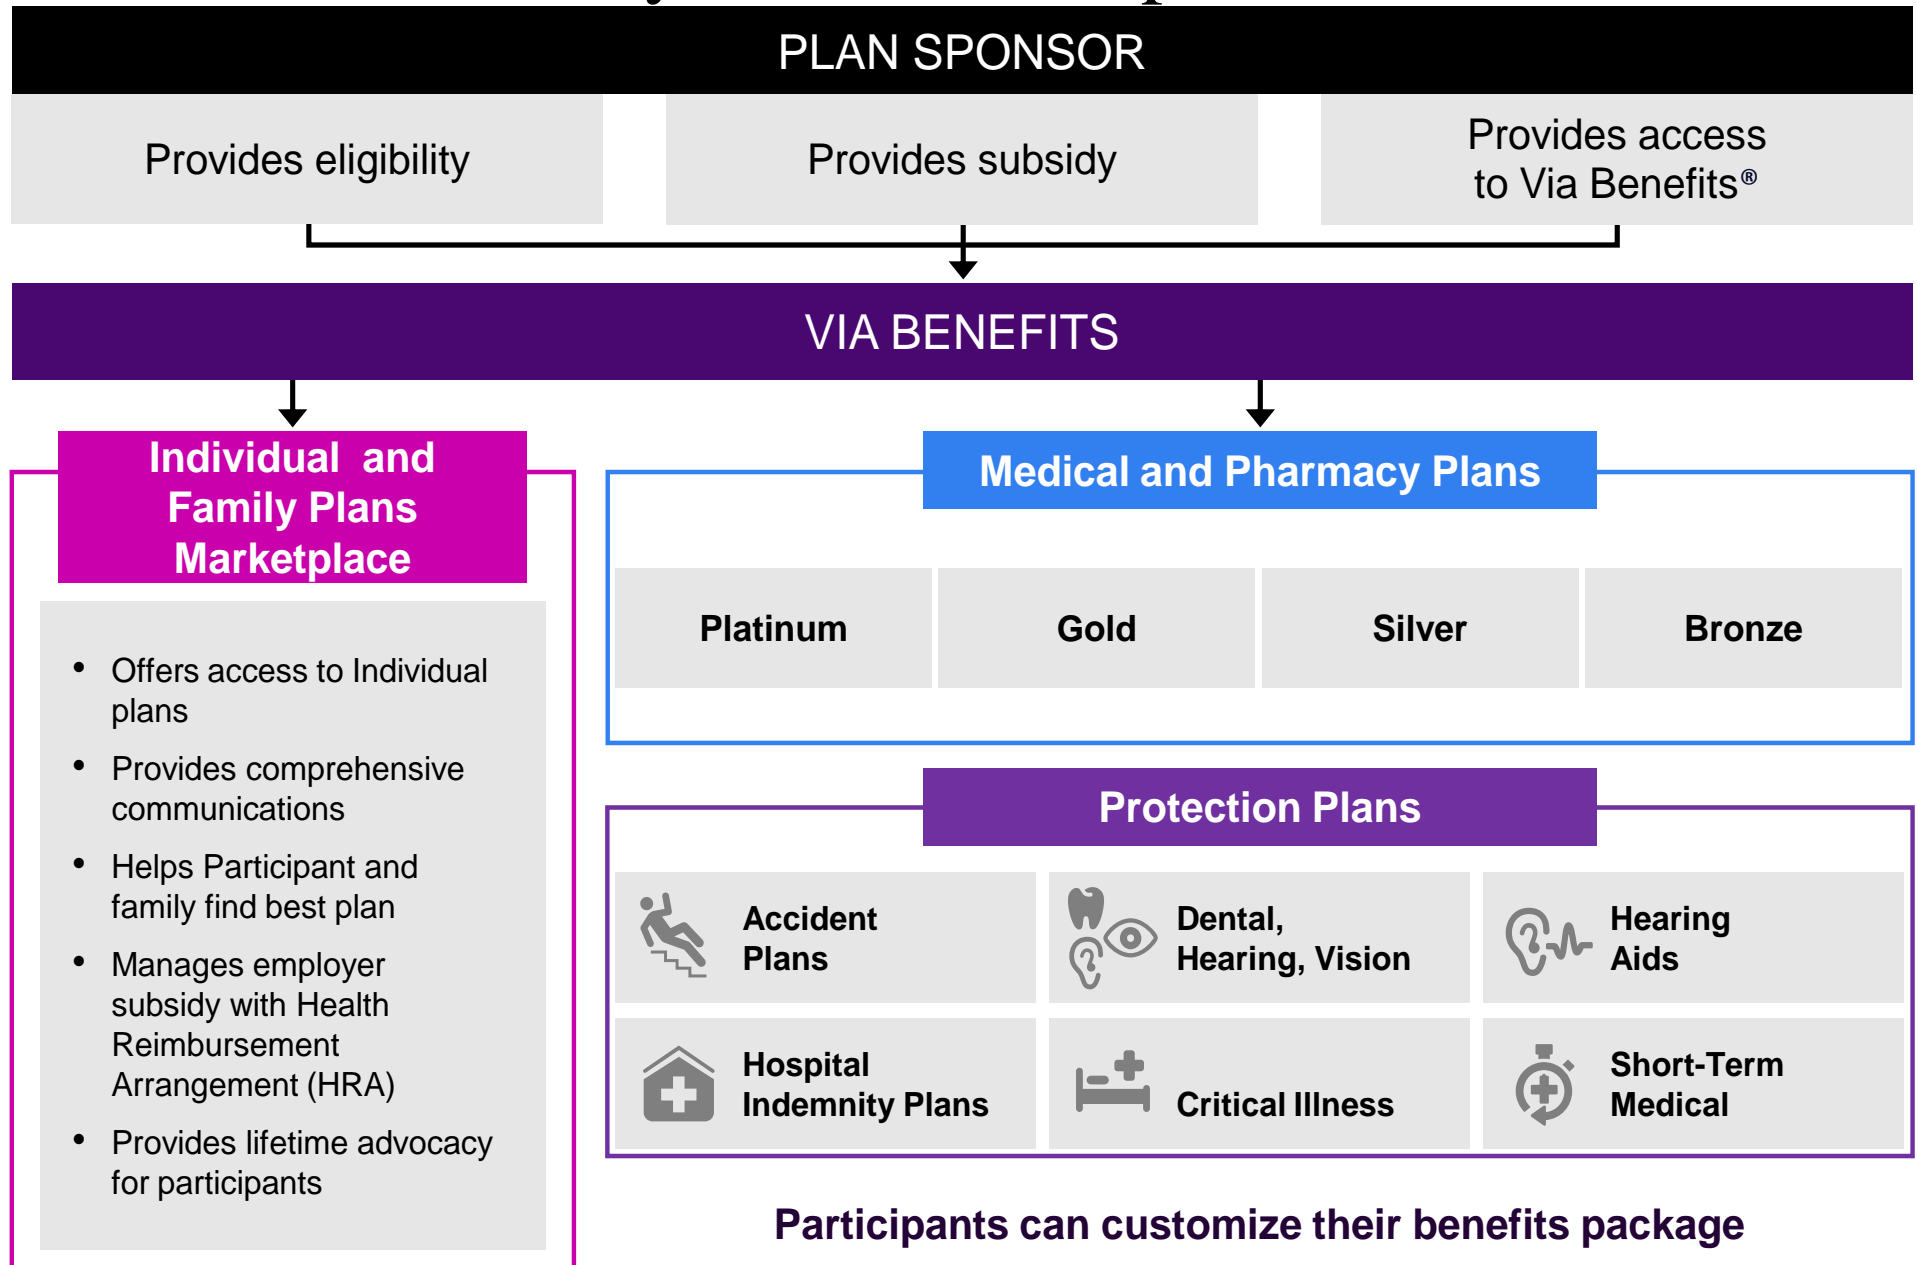 PLAN SPONSOR
Provides eligibility
Provides subsidy
Provides access
to Via Benefits®
VIA BENEFITS
Individual and
Family Plans
Marketplace
• Offers access to Individual
plans
• Provides comprehensive
communications
• Helps Participant and
family find best plan
• Manages employer
subsidy with Health
Reimbursement
Arrangement (HRA)
• Provides lifetime advocacy
for participants
Medical and Pharmacy Plans
Platinum
Gold
Silver
Bronze
Protection Plans
Accident
Plans
Dental,
Hearing, Vision
Hearing
Aids
Hospital
Indemnity Plans
Critical Illness
Short-Term
Medical
Participants can customize their benefits package